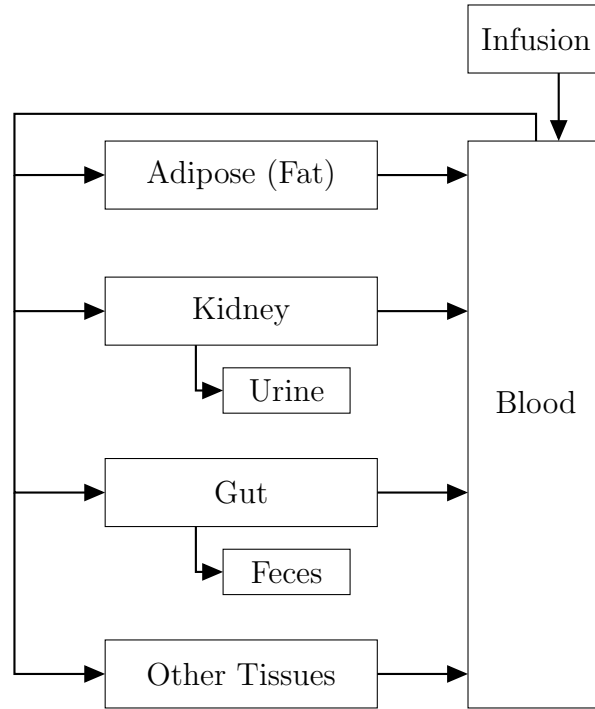 Infusion
Adipose (Fat)
Kidney
Urine
Blood
Gut
Feces
Other Tissues